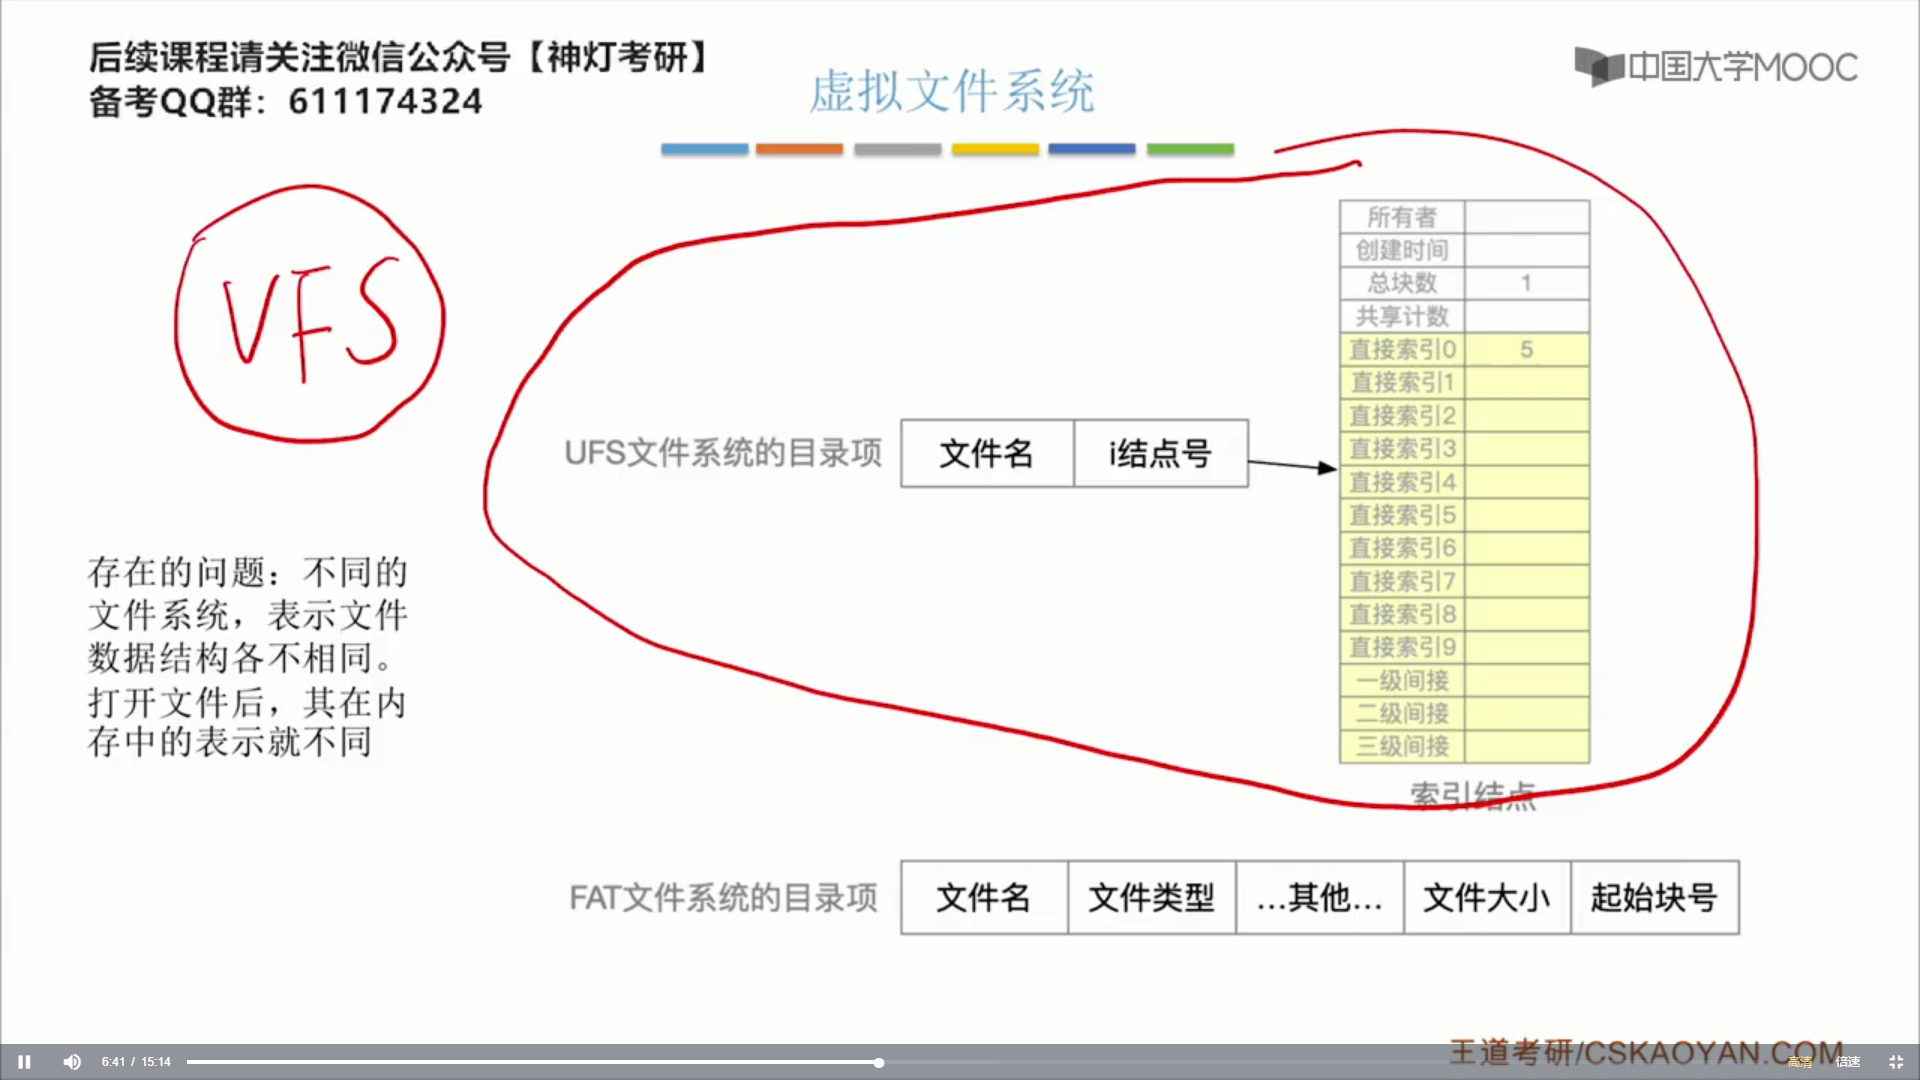 后续课程请关注微信公众号【神灯考研】
备考QQ群：611174324
虚拟文件系统
中国大学MOOC
VFS
存在的问题：不同的
文件系统，表示文件
数据结构各不相同。
打开文件后，其在内
存中的表示就不同
UFS文件系统的目录项
文件名 i结点号
所有者
创建时间
总块数 1
共享计数
直接索引0 5
直接索引1
直接索引2
直接索引3
直接索引4
直接索引5
直接索引6
直接索引7
直接索引8
直接索引9
一级间接
二级间接
三级间接
索引结点
FAT文件系统的目录项
文件名 文件类型 ...其他... 文件大小 起始块号
王道考研/CSKAOYAN.COM
6:41 / 15:14
高清 倍速